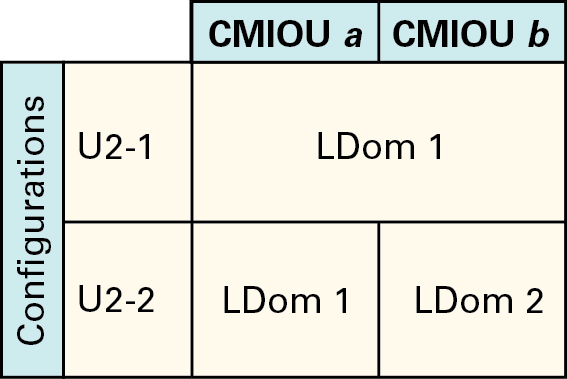 CMIOU a CMIOU b
Configurations
U2-1 LDom 1
U2-2 LDom 1 LDom 2